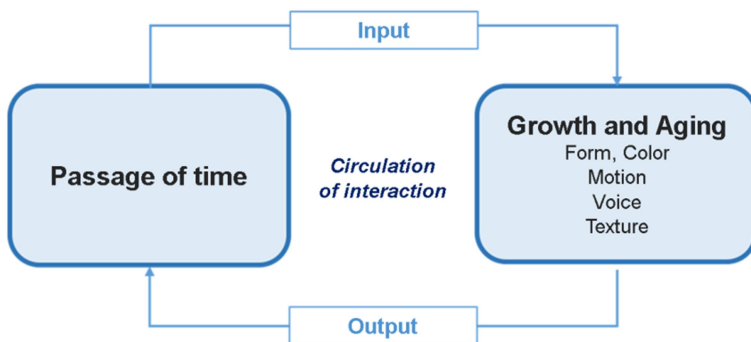 Input
Passage of time
Circulation
of interaction
Growth and Aging
Form, Color
Motion
Voice
Texture
Output